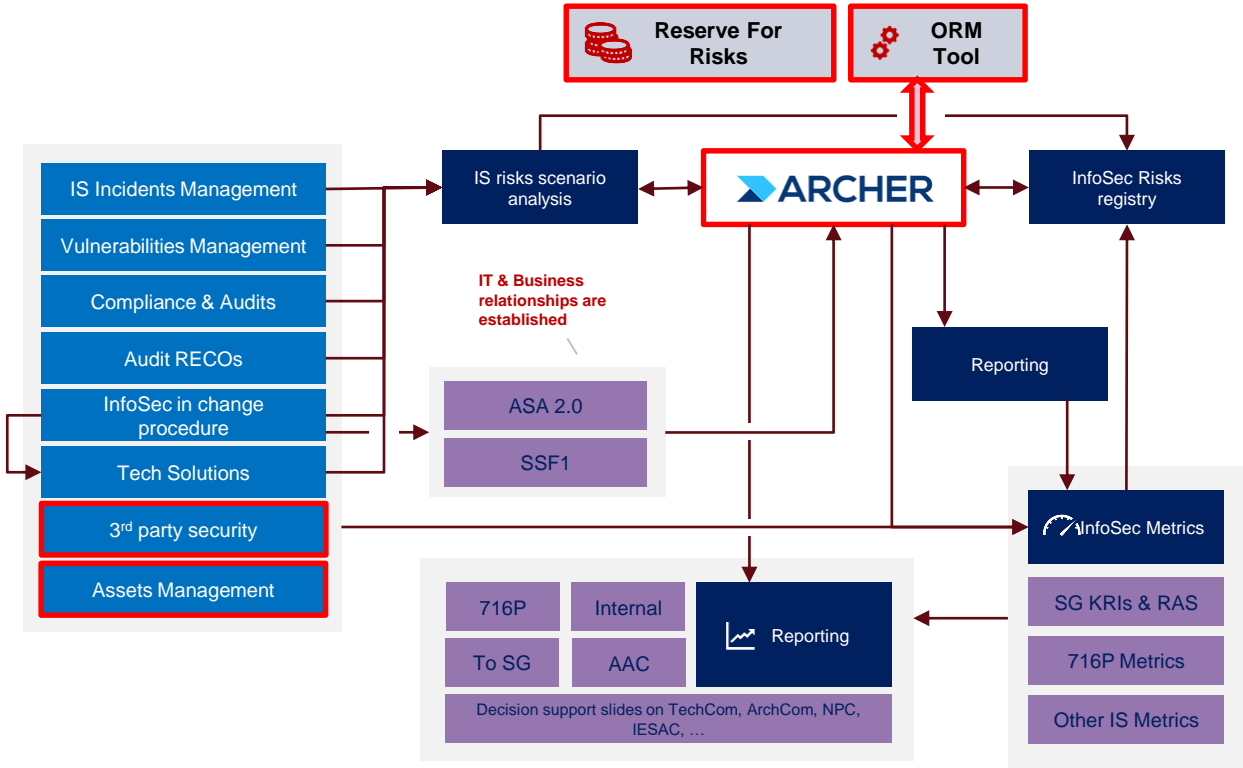 Reserve For
Risks
ORM
Tool
IS Incidents Management
Vulnerabilities Management
Compliance & Audits
Audit RECOs
InfoSec in change
procedure
Tech Solutions
3rd party security
Assets Management
IS risks scenario
analysis
ARCHER
InfoSec Risks
registry
IT & Business
relationships are
established
ASA 2.0
SSF1
Reporting
InfoSec Metrics
SG KRIs & RAS
716P Metrics
Other IS Metrics
716P
Internal
To SG
AAC
Reporting
Decision support slides on TechCom, ArchCom, NPC,
IESAC, …